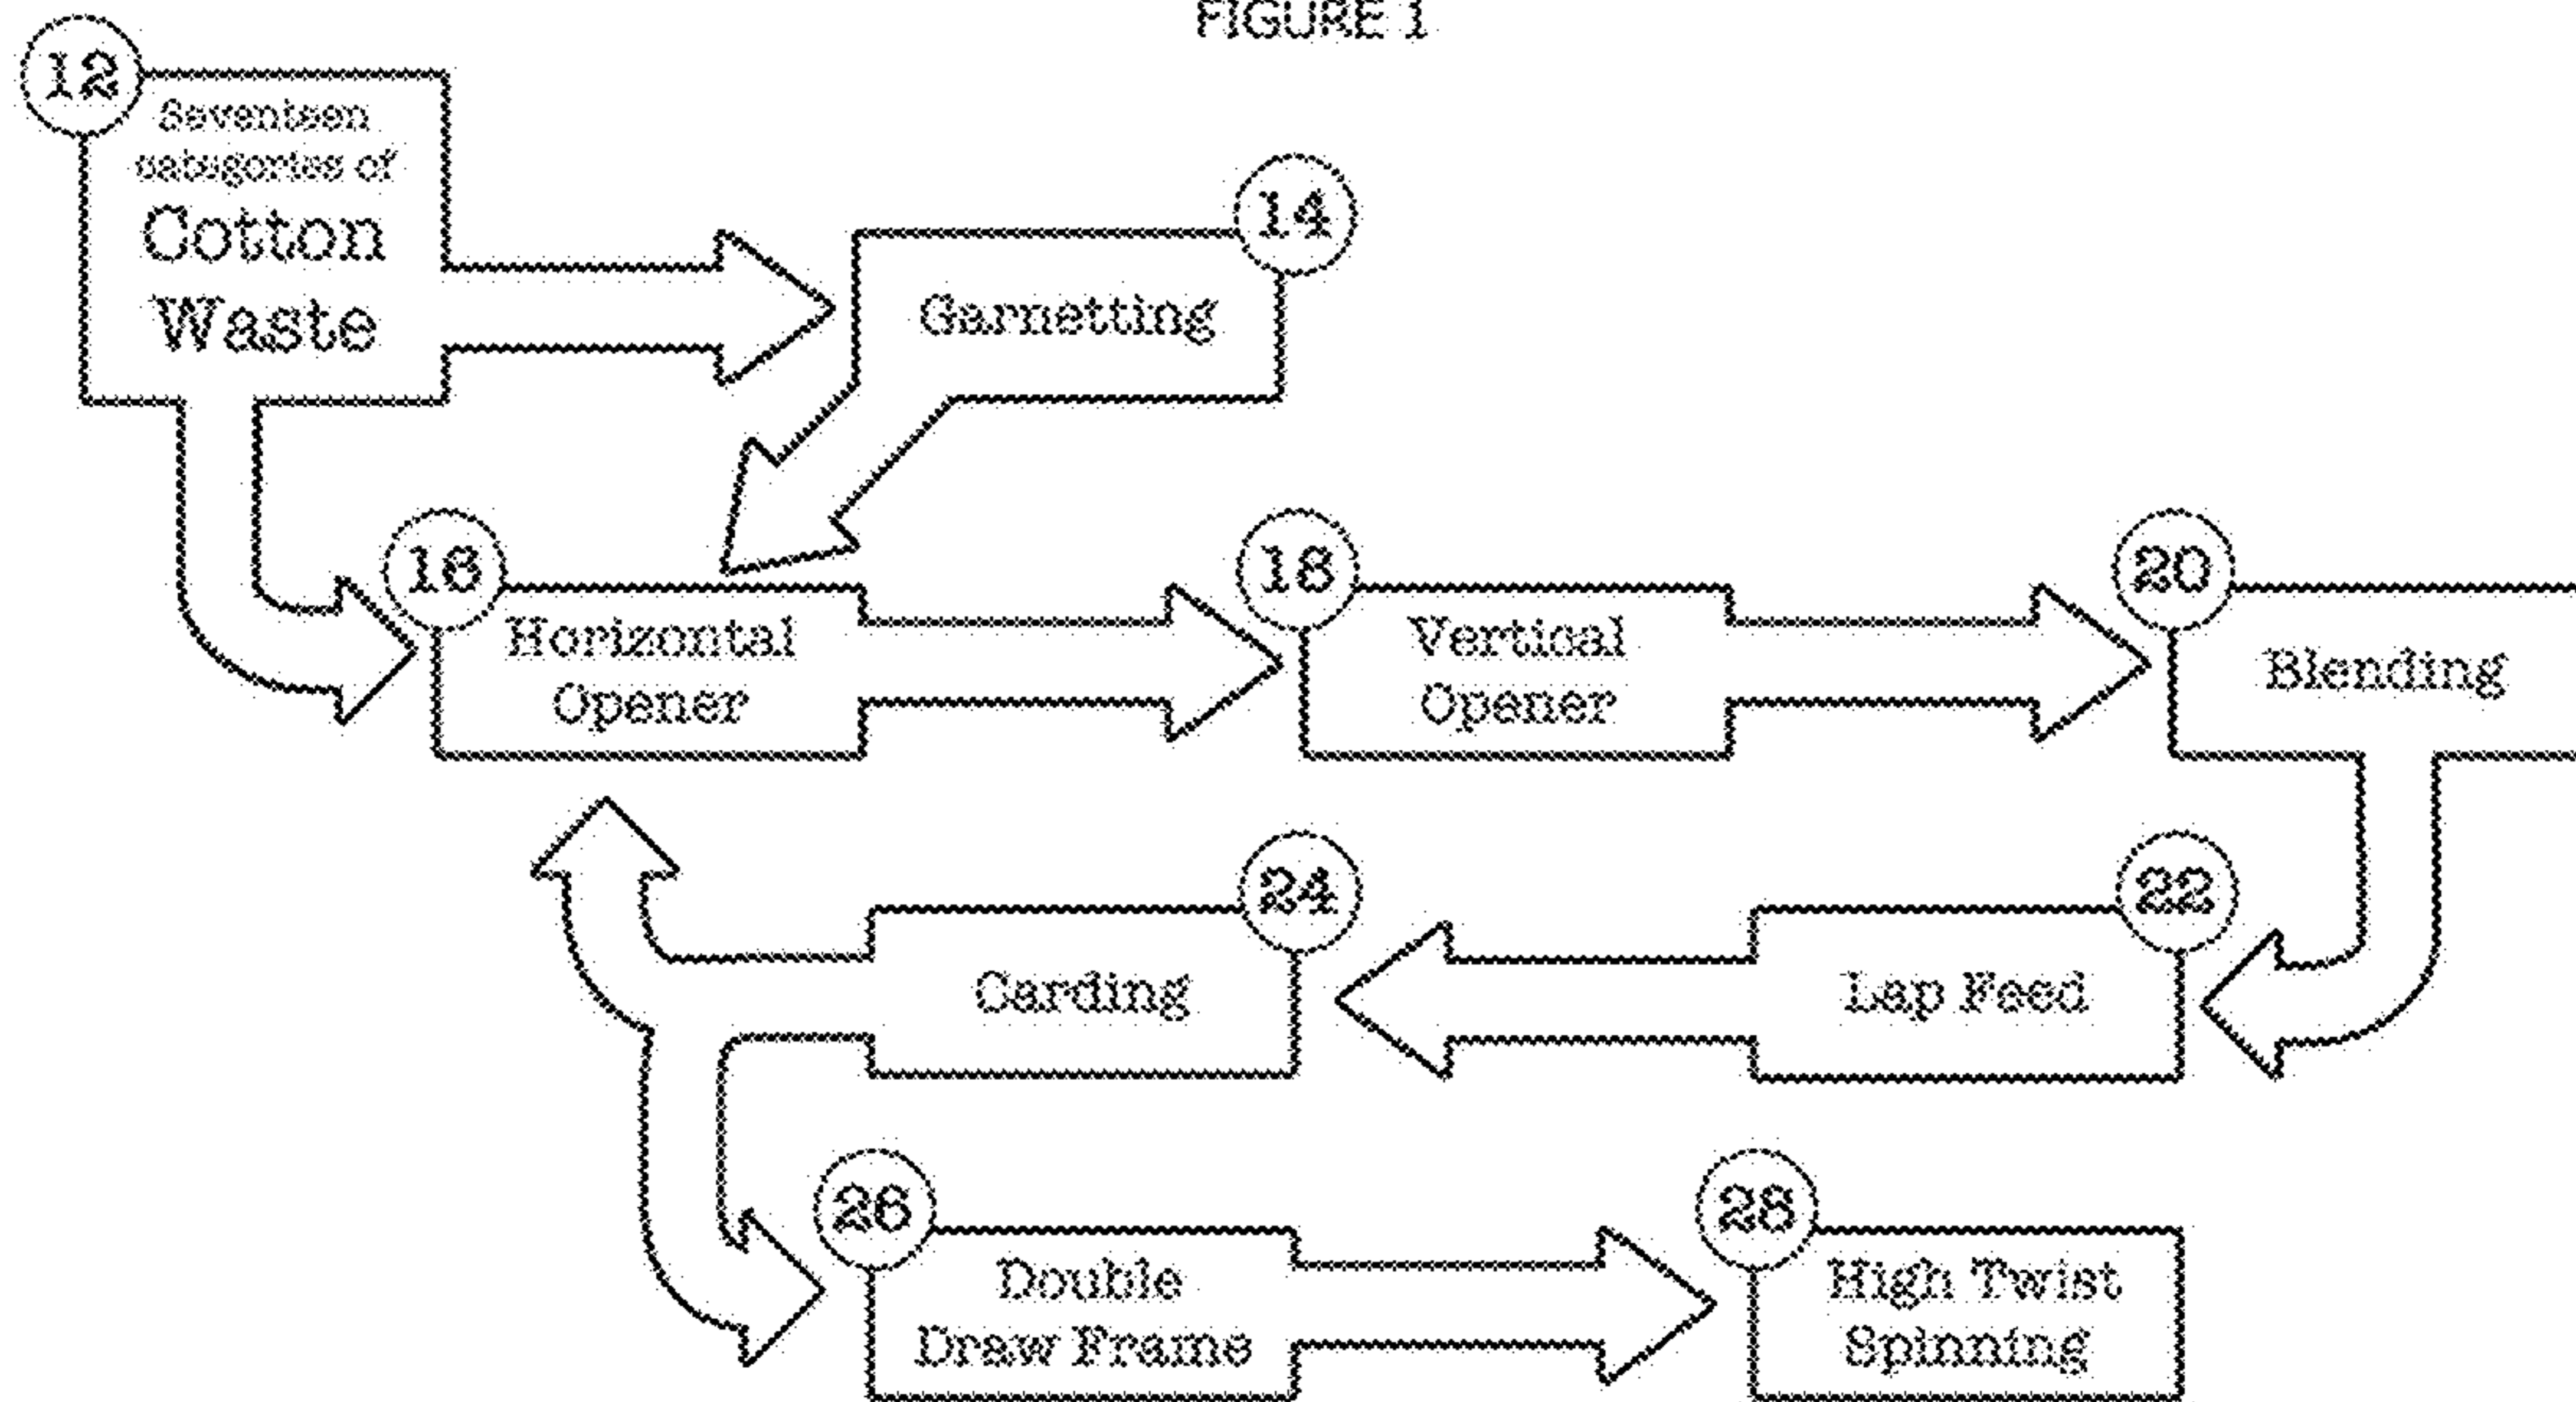 FIGURE 1
12
Seventeen
categories of
Cotton
Waste
14
Garnetting
16
Horizontal
Opener
18
Vertical
Opener
20
Blending
24
Carding
22
Lap Feed
26
Double
Draw Frame
28
High Twist
Spinning